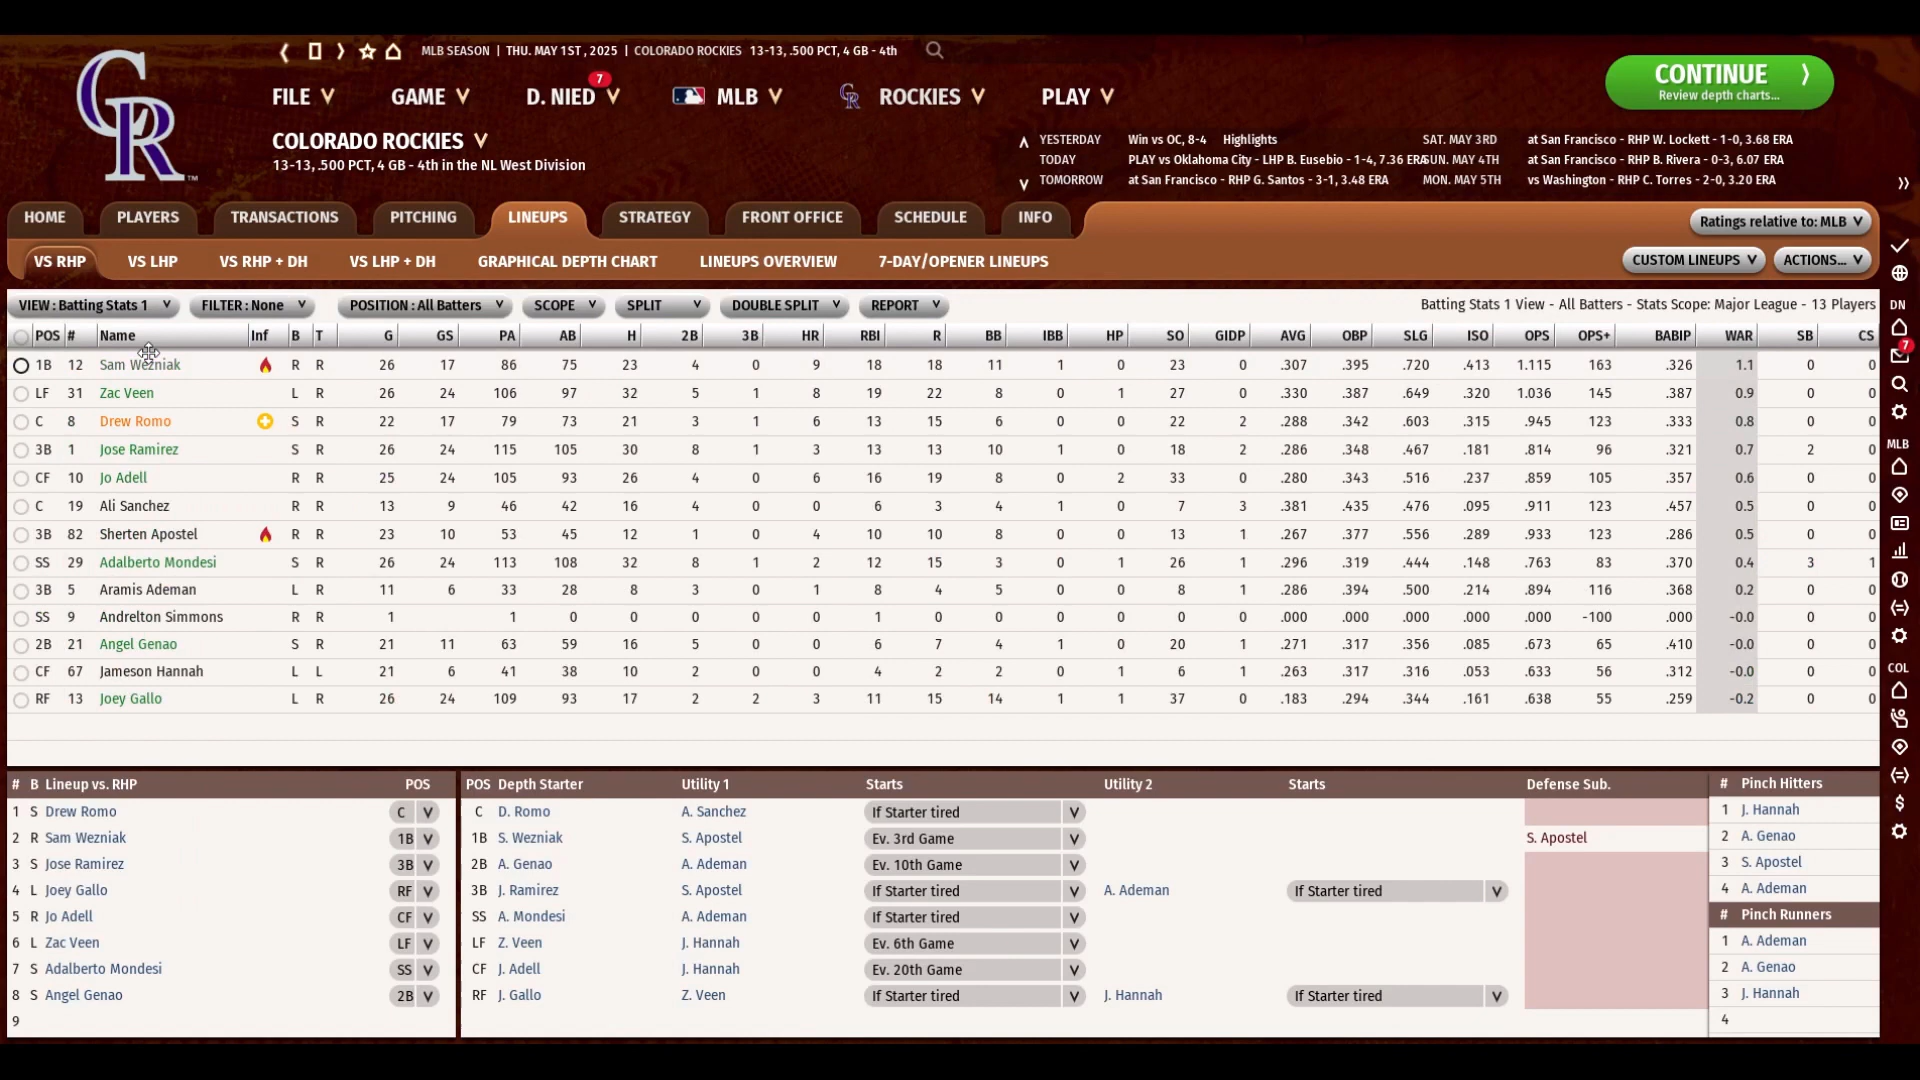 MLB SEASON | THU. MAY 1ST , 2025 | COLORADO ROCKIES 13-13, .500 PCT, 4 GB - 4th
CONTINUE
Review depth charts...
FILE GAME D. NIED 7 MLB ROCKIES PLAY
CR
COLORADO ROCKIES
13-13, .500 PCT, 4 GB - 4th in the NL West Division
YESTERDAY Win vs OC, 8-4 Highlights SAT. MAY 3RD at San Francisco - RHP W. Lockett - 1-0, 3.68 ERA
TODAY PLAY vs Oklahoma City - LHP B. Eusebio - 1-4, 7.36 ERA SUN. MAY 4TH at San Francisco - RHP B. Rivera - 0-3, 6.07 ERA
TOMORROW at San Francisco - RHP G. Santos - 3-1, 3.48 ERA MON. MAY 5TH vs Washington - RHP C. Torres - 2-0, 3.20 ERA
HOME PLAYERS TRANSACTIONS PITCHING LINEUPS STRATEGY FRONT OFFICE SCHEDULE INFO Ratings relative to: MLB
VS RHP VS LHP VS RHP + DH VS LHP + DH GRAPHICAL DEPTH CHART LINEUPS OVERVIEW 7-DAY/OPENER LINEUPS CUSTOM LINEUPS ACTIONS...
VIEW : Batting Stats 1 FILTER : None POSITION : All Batters SCOPE SPLIT DOUBLE SPLIT REPORT Batting Stats 1 View - All Batters - Stats Scope: Major League - 13 Players
POS # Name Inf B T G GS PA AB H 2B 3B HR RBI R BB IBB HP SO GIDP AVG OBP SLG ISO OPS OPS+ BABIP WAR SB CS
1B 12 Sam Wezniak R R 26 17 86 75 23 4 0 9 18 18 11 1 0 23 0 .307 .395 .720 .413 1.115 163 .326 1.1 0 0
LF 31 Zac Veen L R 26 24 106 97 32 5 1 8 19 22 8 0 1 27 0 .330 .387 .649 .320 1.036 145 .387 0.9 0 0
C 8 Drew Romo S R 22 17 79 73 21 3 1 6 13 15 6 0 0 22 2 .288 .342 .603 .315 .945 123 .333 0.8 0 0
3B 1 Jose Ramirez S R 26 24 115 105 30 8 1 3 13 13 10 1 0 18 2 .286 .348 .467 .181 .814 96 .321 0.7 2 0
CF 10 Jo Adell R R 25 24 105 93 26 4 0 6 16 19 8 0 2 33 0 .280 .343 .516 .237 .859 105 .357 0.6 0 0
C 19 Ali Sanchez R R 13 9 46 42 16 4 0 0 6 3 4 1 0 7 3 .381 .435 .476 .095 .911 123 .457 0.5 0 0
3B 82 Sherten Apostel R R 23 10 53 45 12 1 0 4 10 10 8 0 0 13 1 .267 .377 .556 .289 .933 123 .286 0.5 0 0
SS 29 Adalberto Mondesi S R 26 24 113 108 32 8 1 2 12 15 3 0 1 26 1 .296 .319 .444 .148 .763 83 .370 0.4 3 1
3B 5 Aramis Ademan L R 11 6 33 28 8 3 0 1 8 4 5 0 0 8 1 .286 .394 .500 .214 .894 116 .368 0.2 0 0
SS 9 Andrelton Simmons R R 1 1 0 0 0 0 0 1 0 0 0 0 0 0 .000 .000 .000 .000 .000 -100 .000 -0.0 0 0
2B 21 Angel Genao S R 21 11 63 59 16 5 0 0 6 7 4 1 0 20 1 .271 .317 .356 .085 .673 65 .410 -0.0 0 0
CF 67 Jameson Hannah L L 21 6 41 38 10 2 0 0 4 2 2 0 1 6 1 .263 .317 .316 .053 .633 56 .312 -0.0 0 0
RF 13 Joey Gallo L R 26 24 109 93 17 2 2 3 11 15 14 1 1 37 0 .183 .294 .344 .161 .638 55 .259 -0.2 0 0
DN
7
MLB
COL
# B Lineup vs. RHP POS
1 S Drew Romo C
2 R Sam Wezniak 1B
3 S Jose Ramirez 3B
4 L Joey Gallo RF
5 R Jo Adell CF
6 L Zac Veen LF
7 S Adalberto Mondesi SS
8 S Angel Genao 2B
9
POS Depth Starter Utility 1 Starts Utility 2 Starts Defense Sub.
C D. Romo A. Sanchez If Starter tired
1B S. Wezniak S. Apostel Ev. 3rd Game S. Apostel
2B A. Genao A. Ademan Ev. 10th Game
3B J. Ramirez S. Apostel If Starter tired A. Ademan If Starter tired
SS A. Mondesi A. Ademan If Starter tired
LF Z. Veen J. Hannah Ev. 6th Game
CF J. Adell J. Hannah Ev. 20th Game
RF J. Gallo Z. Veen If Starter tired J. Hannah If Starter tired
# Pinch Hitters
1 J. Hannah
2 A. Genao
3 S. Apostel
4 A. Ademan
# Pinch Runners
1 A. Ademan
2 A. Genao
3 J. Hannah
4